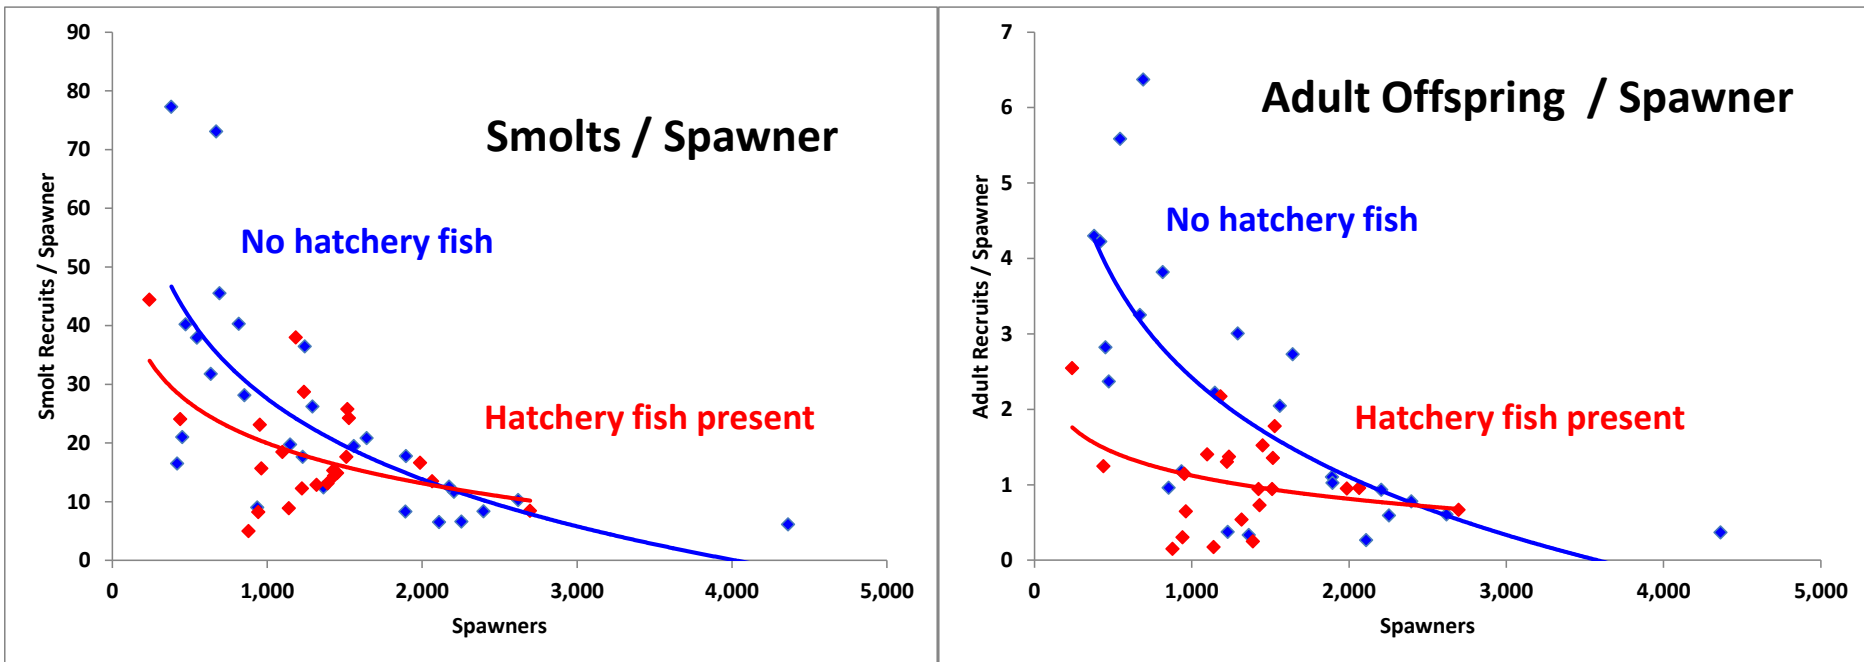 Smolts / Spawner
No hatchery fish
Hatchery fish present
Smolt Recruits / Spawner
90
80
70
60
50
40
30
20
10
0
0 1,000 2,000 3,000 4,000 5,000
Spawners
Adult Offspring / Spawner
No hatchery fish
Hatchery fish present
Adult Recruits / Spawner
7
6
5
4
3
2
1
0
0 1,000 2,000 3,000 4,000 5,000
Spawners